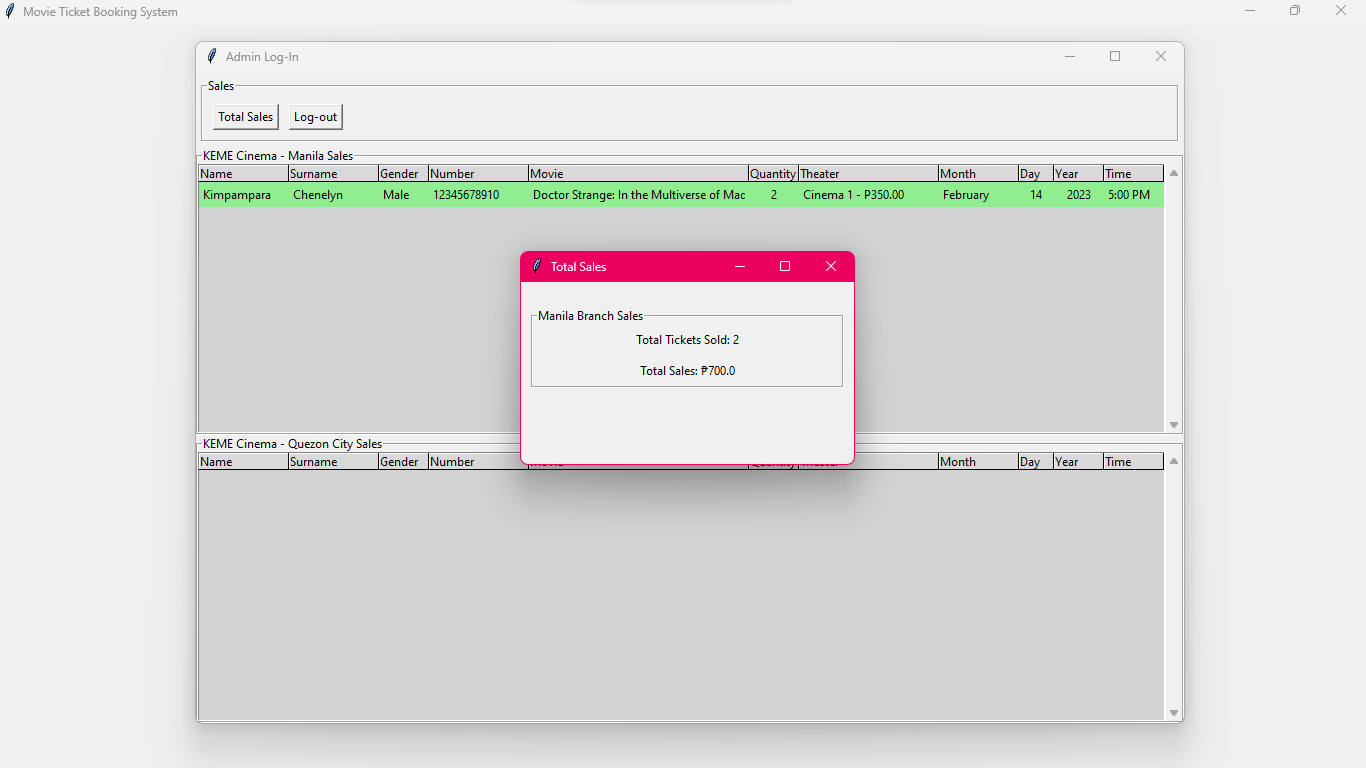 Movie Ticket Booking System
Admin Log-In
Sales
Total Sales Log-out
KEME Cinema - Manila Sales
Name Surname Gender Number Movie Quantity Theater Month Day Year Time
Kimpampara Chenelyn Male 12345678910 Doctor Strange: In the Multiverse of Mac 2 Cinema 1 - P350.00 February 14 2023 5:00 PM
Total Sales
Manila Branch Sales
Total Tickets Sold: 2
Total Sales: ₱700.0
KEME Cinema - Quezon City Sales
Name Surname Gender Number Month Day Year Time